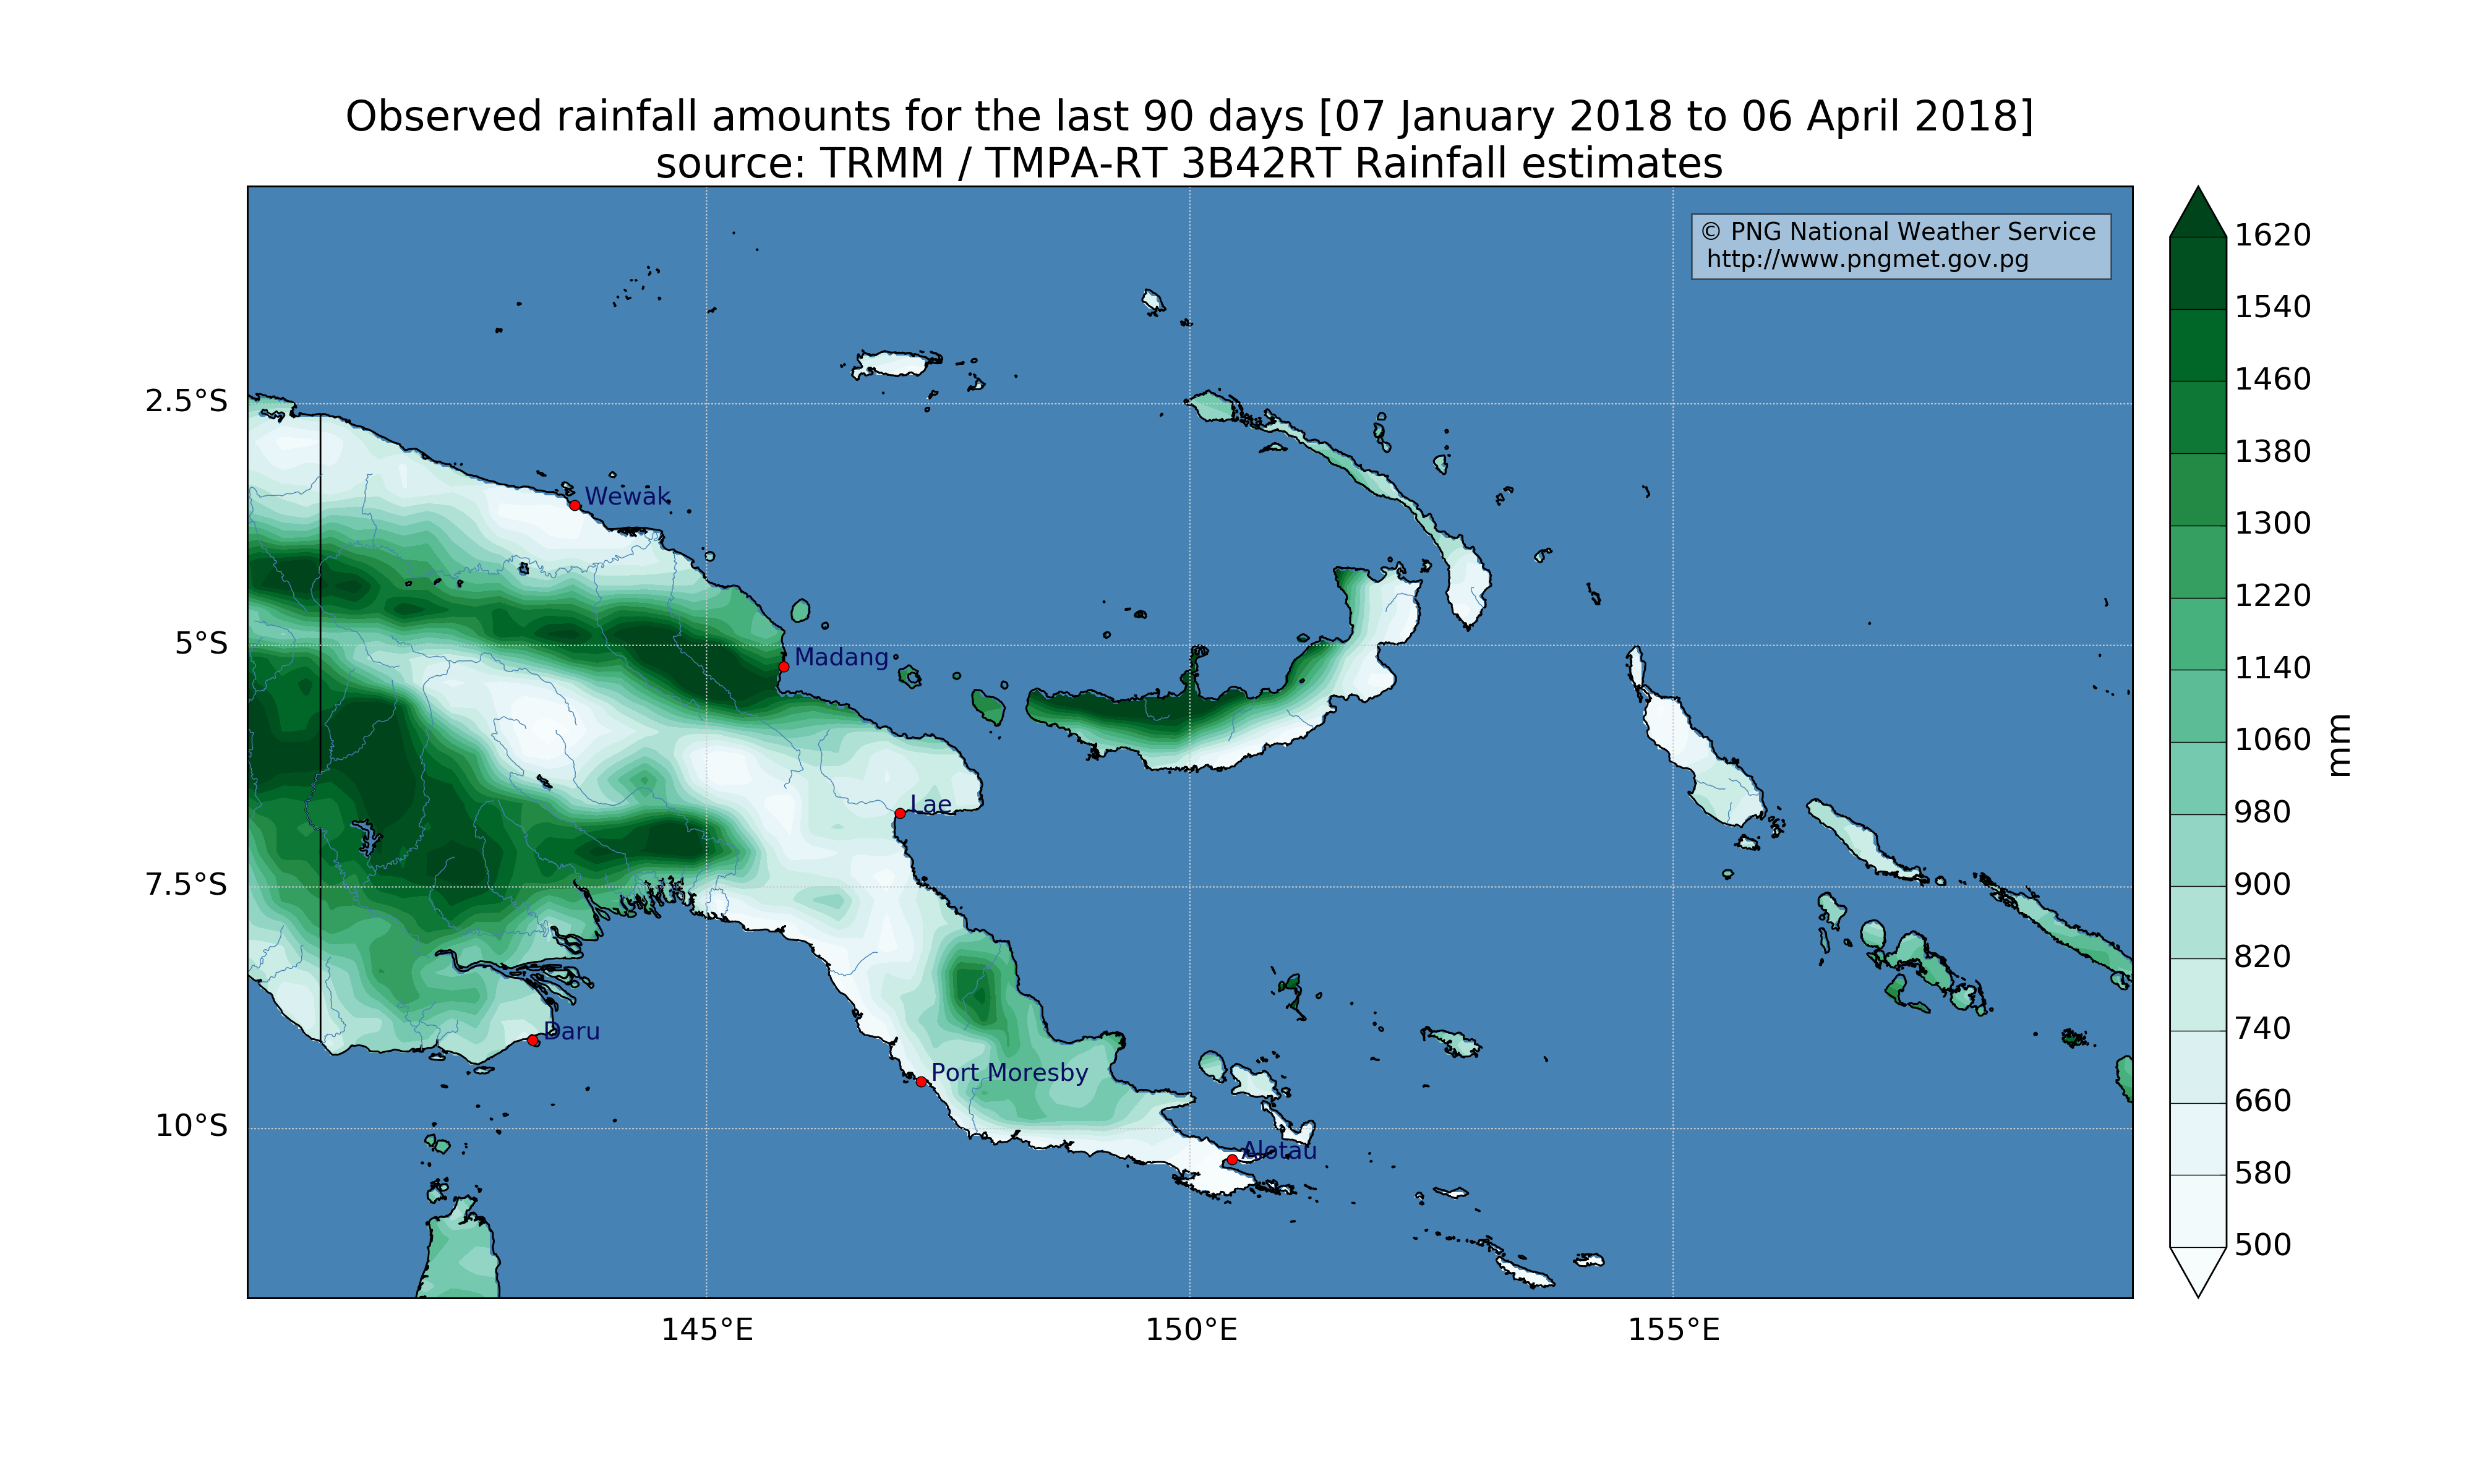 Observed rainfall amounts for the last 90 days [07 January 2018 to 06 April 2018]
source: TRMM / TMPA-RT 3B42RT Rainfall estimates
© PNG National Weather Service
http://www.pngmet.gov.pg
2.5°S
5°S
7.5°S
10°S
145°E
150°E
155°E
Wewak
Madang
Lae
Daru
Port Moresby
Alotau
1620
1540
1460
1380
1300
1220
1140
1060
980
900
820
740
660
580
500
mm